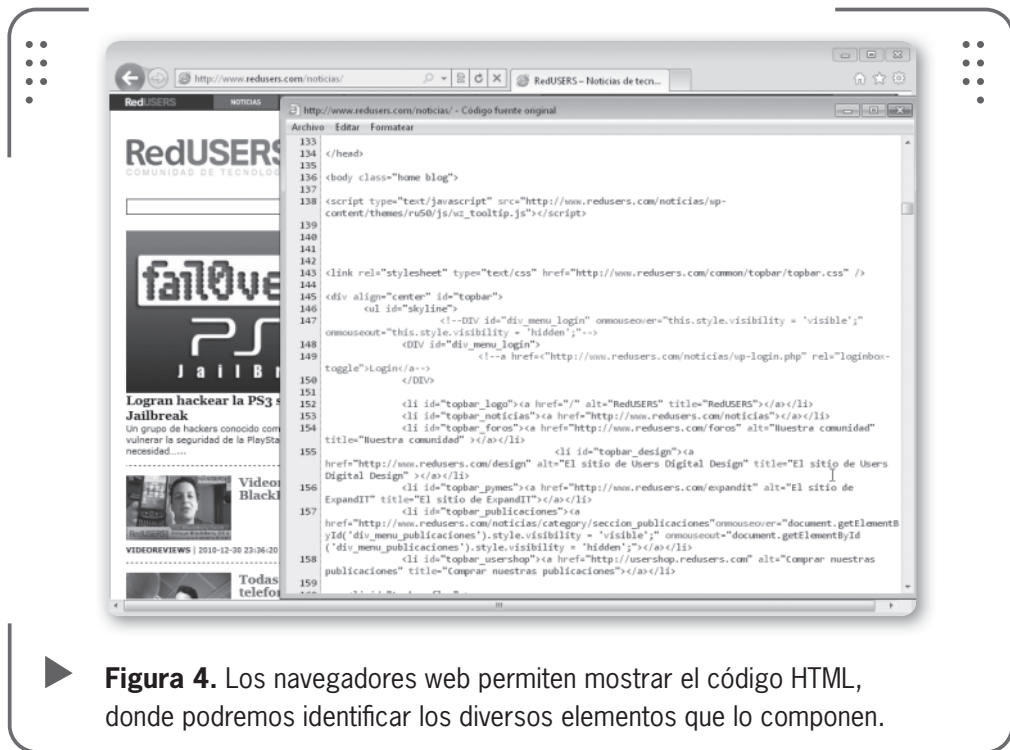 http://www.redusers.com/noticias/
RedUSERS – Noticias de tecn...
RedUSERS
NOTICIAS
RedUSERS
COMUNIDAD DE TECNOLOG
fail0ve
PS
JailBr
Logran hackear la PS3 s
Jailbreak
Un grupo de hackers conocido com
vulnerar la seguridad de la PlaySta
necesidad.....
Videor
BlackB
VIDEOREVIEWS | 2010-12-30 23:36:20
Todas
telefon
http://www.redusers.com/noticias/ - Código fuente original
Archivo Editar Formatear
133
134 </head>
135
136 <body class="home blog">
137
138 <script type="text/javascript" src="http://www.redusers.com/noticias/wp-
content/themes/ru50/js/wz_tooltip.js"></script>
139
140
141
142
143 <link rel="stylesheet" type="text/css" href="http://www.redusers.com/common/topbar/topbar.css" />
144
145 <div align="center" id="topbar">
146 <ul id="skyline">
147 <!--DIV id="div_menu_login" onmouseover="this.style.visibility = 'visible';"
onmouseout="this.style.visibility = 'hidden';"-->
148 <DIV id="div_menu_login">
149 <!--a href=<"http://www.redusers.com/noticias/wp-login.php" rel="loginbox-
toggle">Login</a-->
150 </DIV>
151
152 <li id="topbar_logo"><a href="/" alt="RedUSERS" title="RedUSERS"></a></li>
153 <li id="topbar_noticias"><a href="http://www.redusers.com/noticias"></a></li>
154 <li id="topbar_foros"><a href="http://www.redusers.com/foros" alt="Nuestra comunidad"
title="Nuestra comunidad" ></a></li>
155 <li id="topbar_design"><a
href="http://www.redusers.com/design" alt="El sitio de Users Digital Design" title="El sitio de Users
Digital Design" ></a></li>
156 <li id="topbar_pymes"><a href="http://www.redusers.com/expandit" alt="El sitio de
ExpandIT" title="El sitio de ExpandIT"></a></li>
157 <li id="topbar_publicaciones"><a
href="http://www.redusers.com/noticias/category/seccion_publicaciones"onmouseover="document.getElementB
yId('div_menu_publicaciones').style.visibility = 'visible';" onmouseout="document.getElementById
('div_menu_publicaciones').style.visibility = 'hidden';"></a></li>
158 <li id="topbar_usershop"><a href="http://usershop.redusers.com" alt="Comprar nuestras
publicaciones" title="Comprar nuestras publicaciones"></a></li>
159
Figura 4. Los navegadores web permiten mostrar el código HTML,
donde podremos identificar los diversos elementos que lo componen.